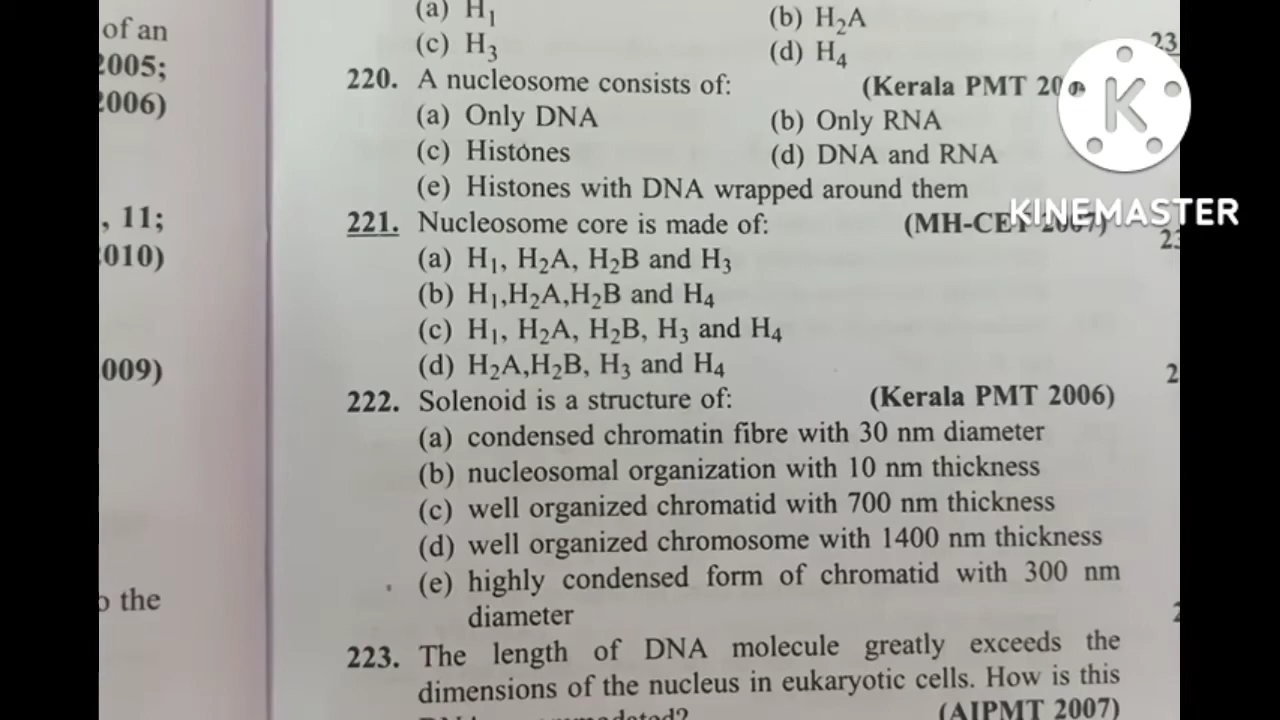 of an
2005;
2006)
, 11;
010)
009)
o the
(a) H₁ (b) H₂A
(c) H₃ (d) H₄
220. A nucleosome consists of: (Kerala PMT 20
(a) Only DNA (b) Only RNA
(c) Histones (d) DNA and RNA
(e) Histones with DNA wrapped around them
221. Nucleosome core is made of: (MH-CET 2007)
(a) H₁, H₂A, H₂B and H₃
(b) H₁,H₂A,H₂B and H₄
(c) H₁, H₂A, H₂B, H₃ and H₄
(d) H₂A,H₂B, H₃ and H₄
222. Solenoid is a structure of: (Kerala PMT 2006)
(a) condensed chromatin fibre with 30 nm diameter
(b) nucleosomal organization with 10 nm thickness
(c) well organized chromatid with 700 nm thickness
(d) well organized chromosome with 1400 nm thickness
(e) highly condensed form of chromatid with 300 nm
diameter
223. The length of DNA molecule greatly exceeds the
dimensions of the nucleus in eukaryotic cells. How is this
(AIPMT 2007)
23
2
K
KINEMASTER